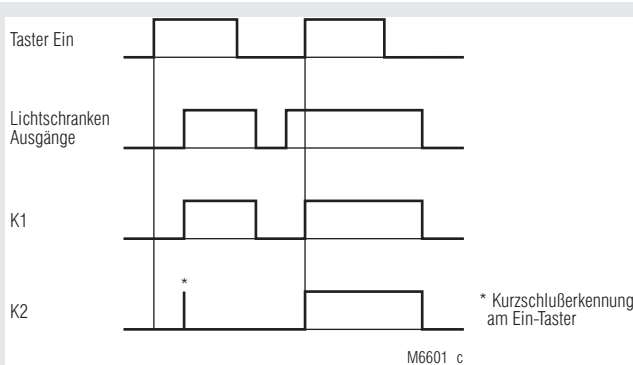 Taster Ein
Lichtschranken
Ausgänge
K1
*
K2
* Kurzschlußerkennung
am Ein-Taster
M6601 c